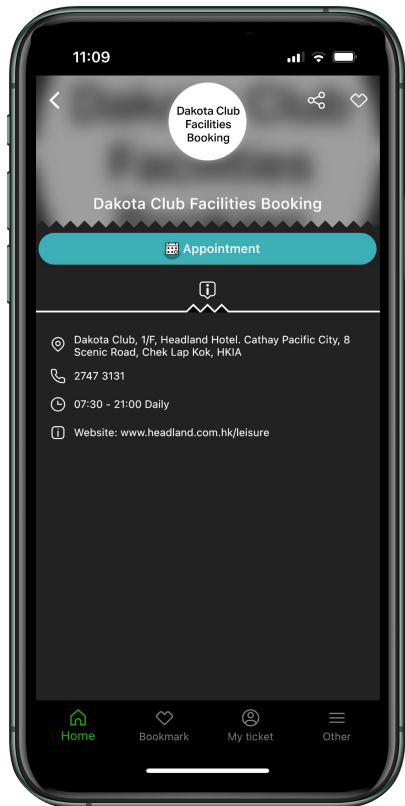 11:09
Dakota Club
Facilities
Booking
Dakota Club Facilities Booking
Appointment
Dakota Club, 1/F, Headland Hotel. Cathay Pacific City, 8
Scenic Road, Chek Lap Kok, HKIA
2747 3131
07:30 - 21:00 Daily
Website: www.headland.com.hk/leisure
Home
Bookmark
My ticket
Other